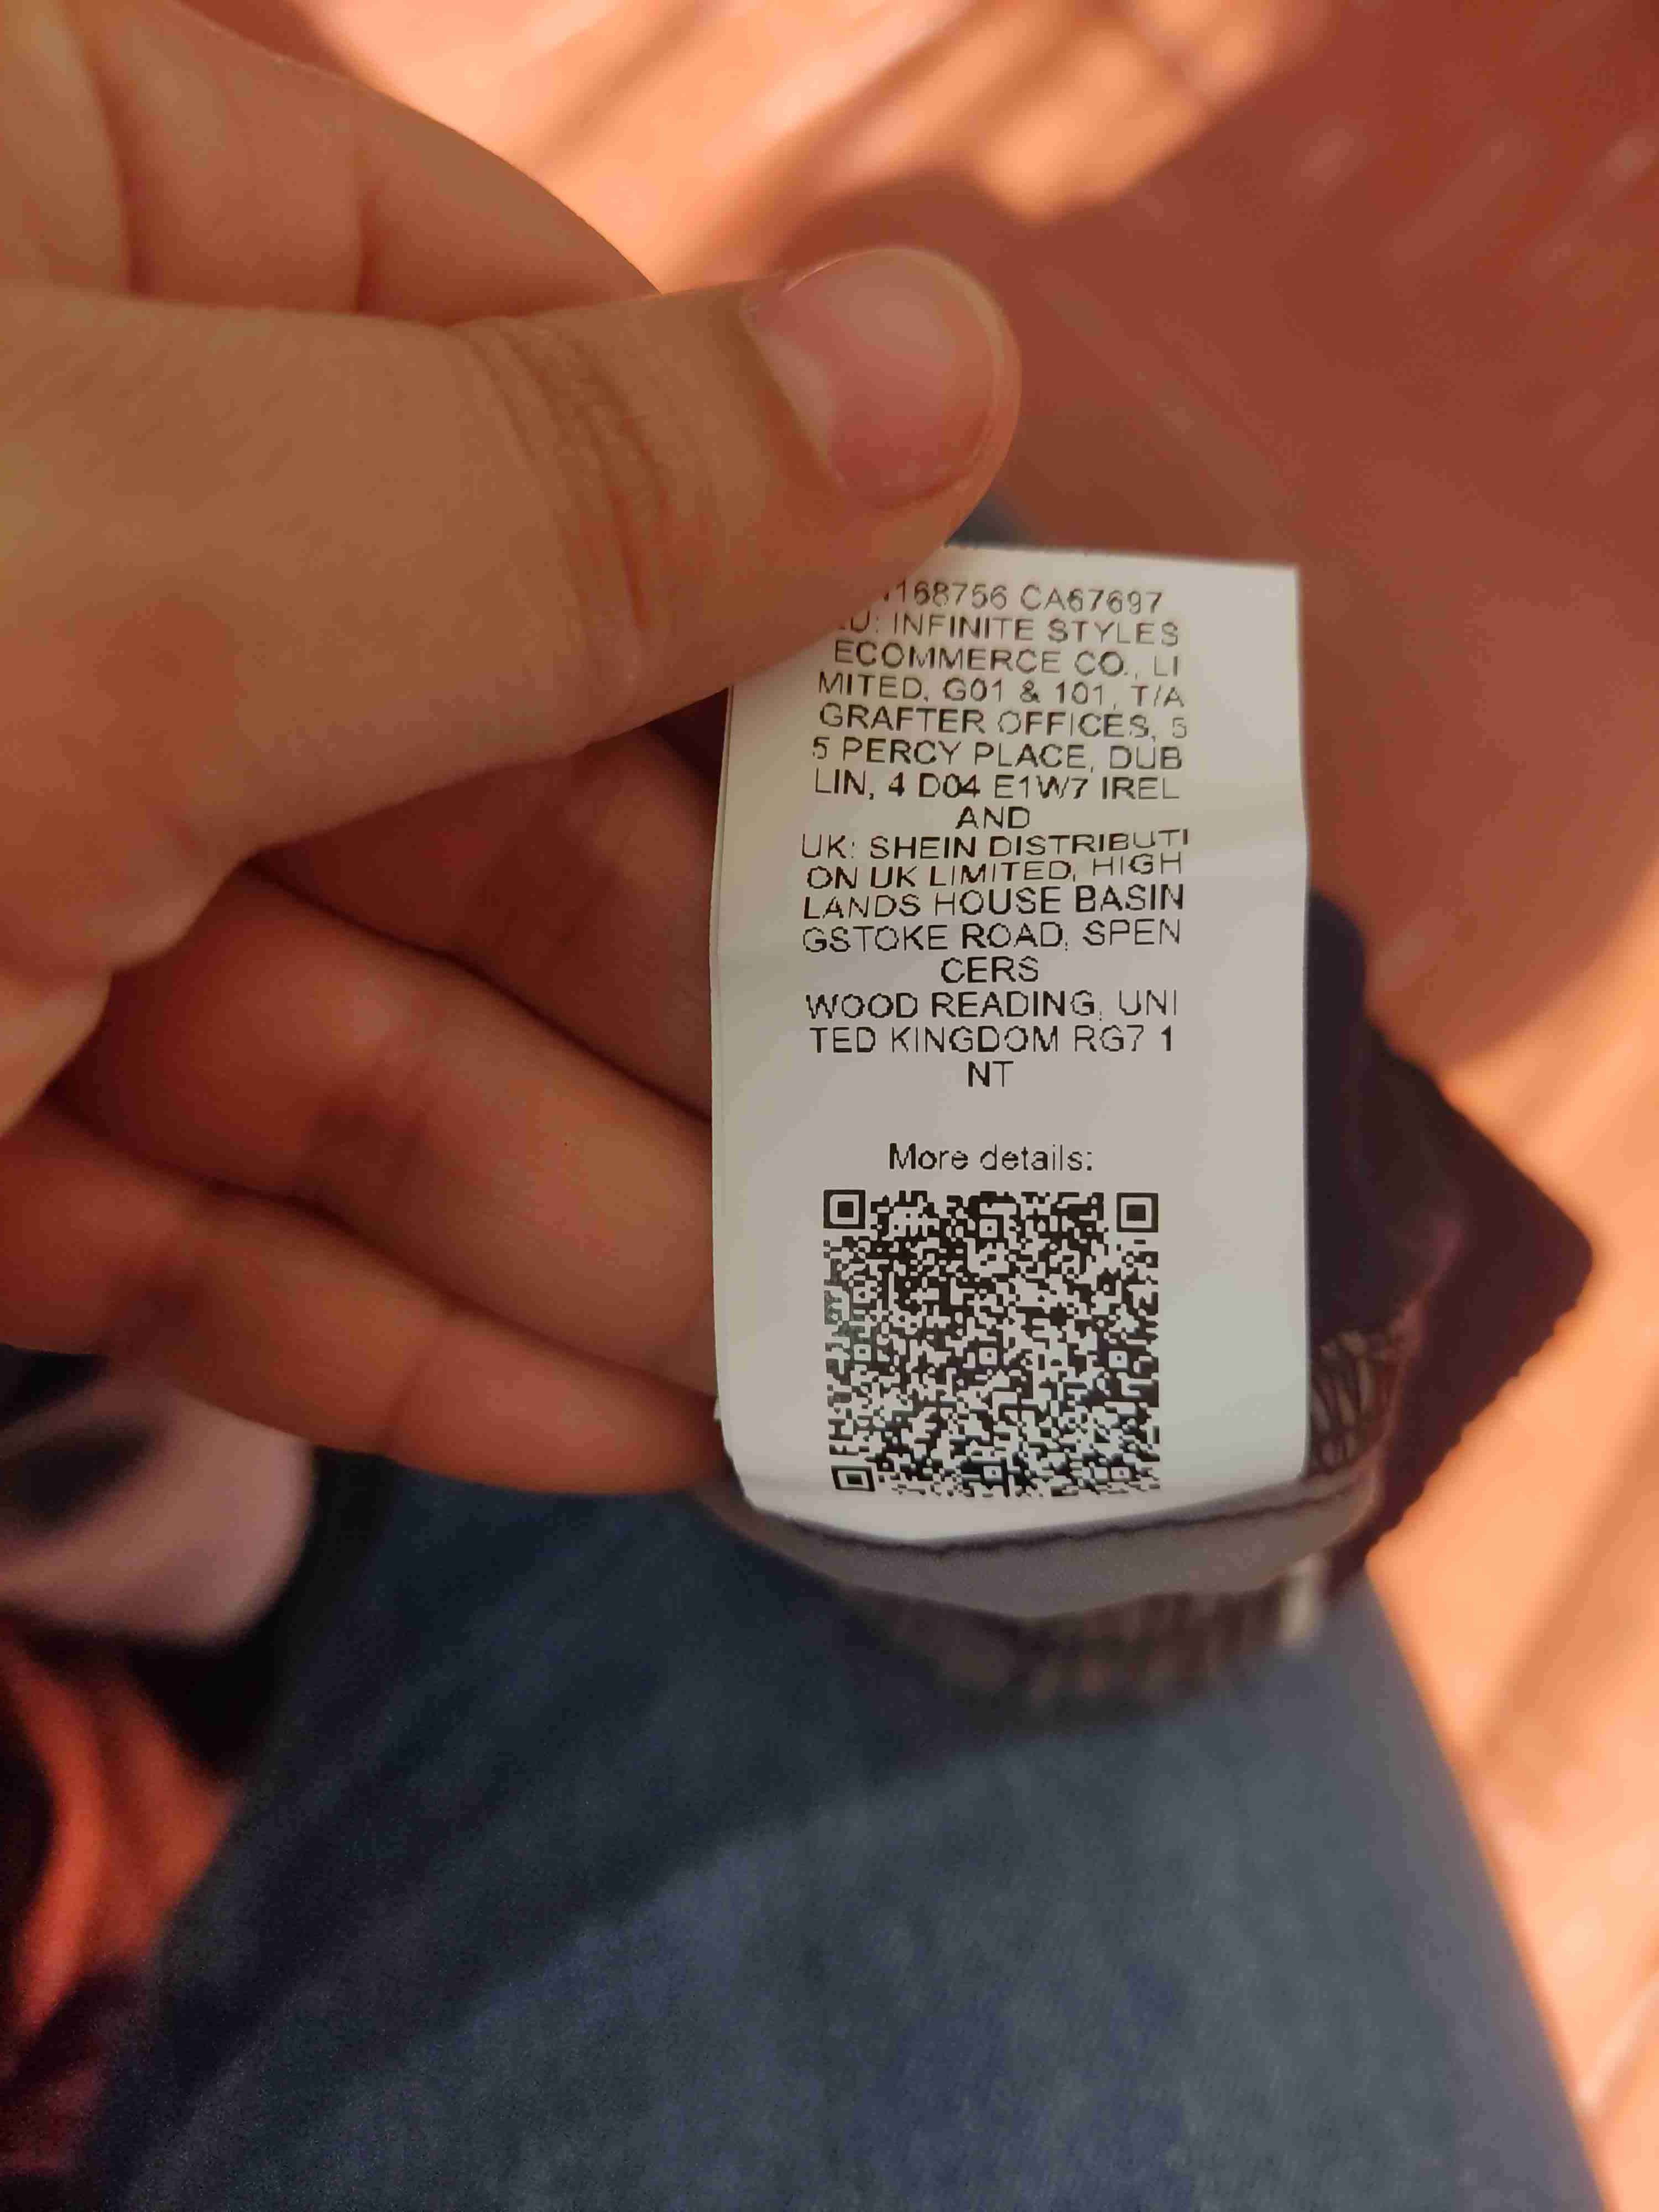 168756 CA67697
U: INFINITE STYLES
ECOMMERCE CO., LI
MITED, G01 & 101, T/A
GRAFTER OFFICES, 5
5 PERCY PLACE, DUB
LIN, 4 D04 E1W7 IREL
AND
UK: SHEIN DISTRIBUTI
ON UK LIMITED, HIGH
LANDS HOUSE BASIN
GSTOKE ROAD, SPEN
CERS
WOOD READING, UNI
TED KINGDOM RG7 1
NT
More details: